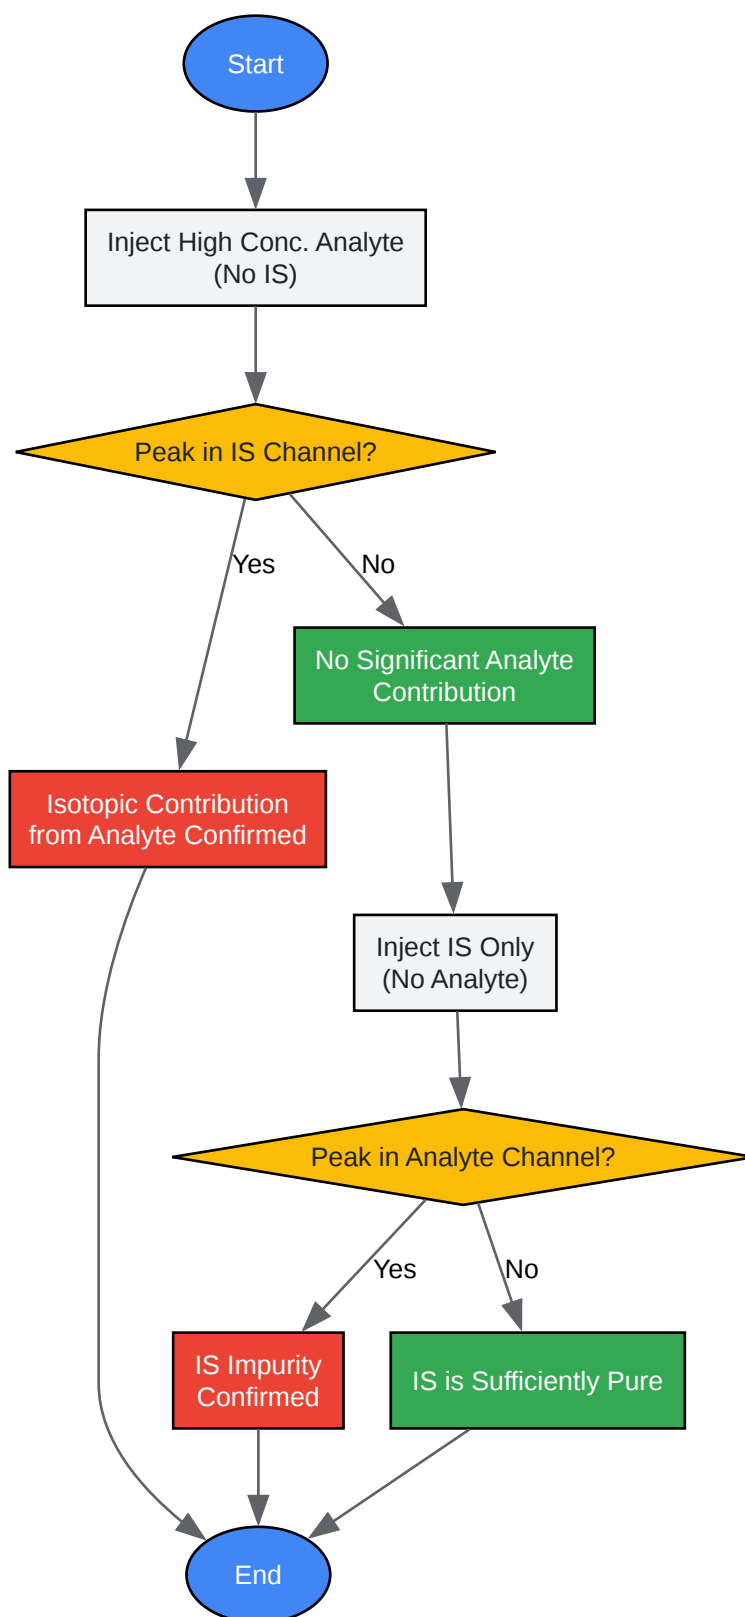 Start
Inject High Conc. Analyte
(No IS)
Peak in IS Channel?
Yes
No
No Significant Analyte
Contribution
Isotopic Contribution
from Analyte Confirmed
Inject IS Only
(No Analyte)
Peak in Analyte Channel?
Yes
No
IS Impurity
Confirmed
IS is Sufficiently Pure
End